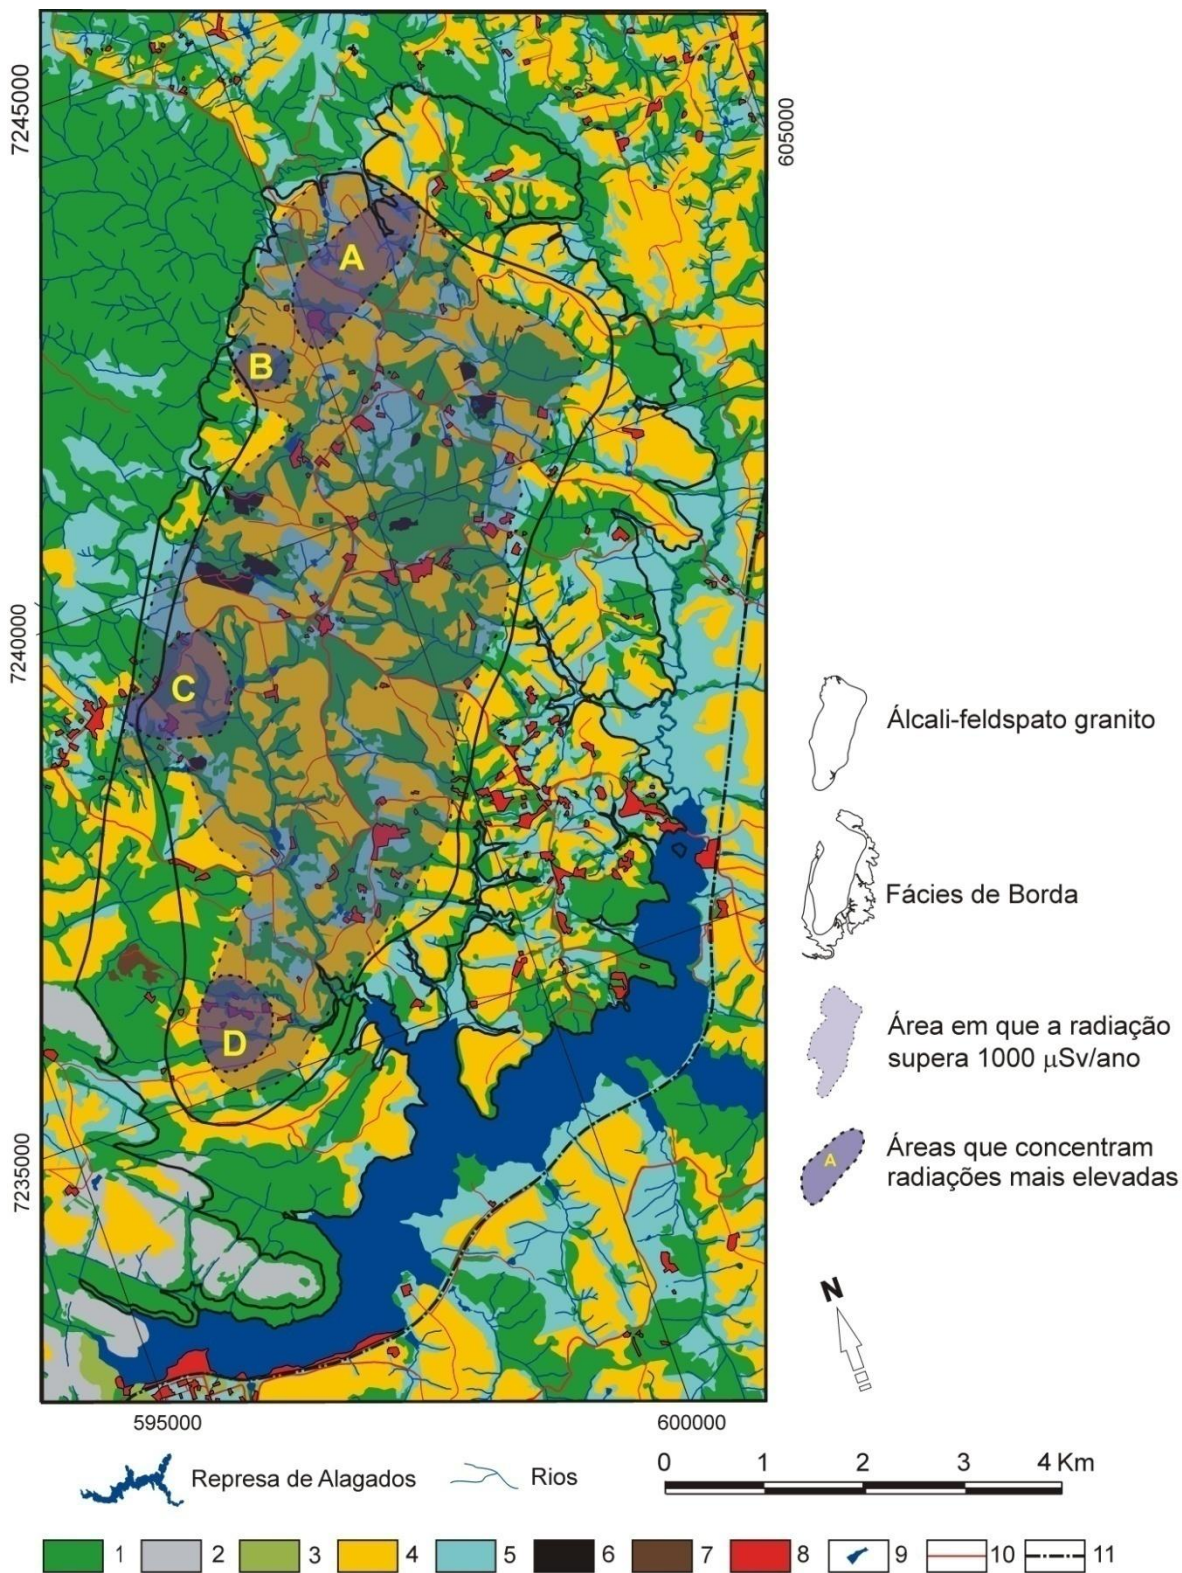 7245000
605000
A
B
C
7240000
D
7235000
595000
600000
Álcali-feldspato granito
Fácies de Borda
Área em que a radiação
supera 1000 μSv/ano
A
Áreas que concentram
radiações mais elevadas
N
Represa de Alagados
Rios
0 1 2 3 4 Km
1 2 3 4 5 6 7 8 9 10 11